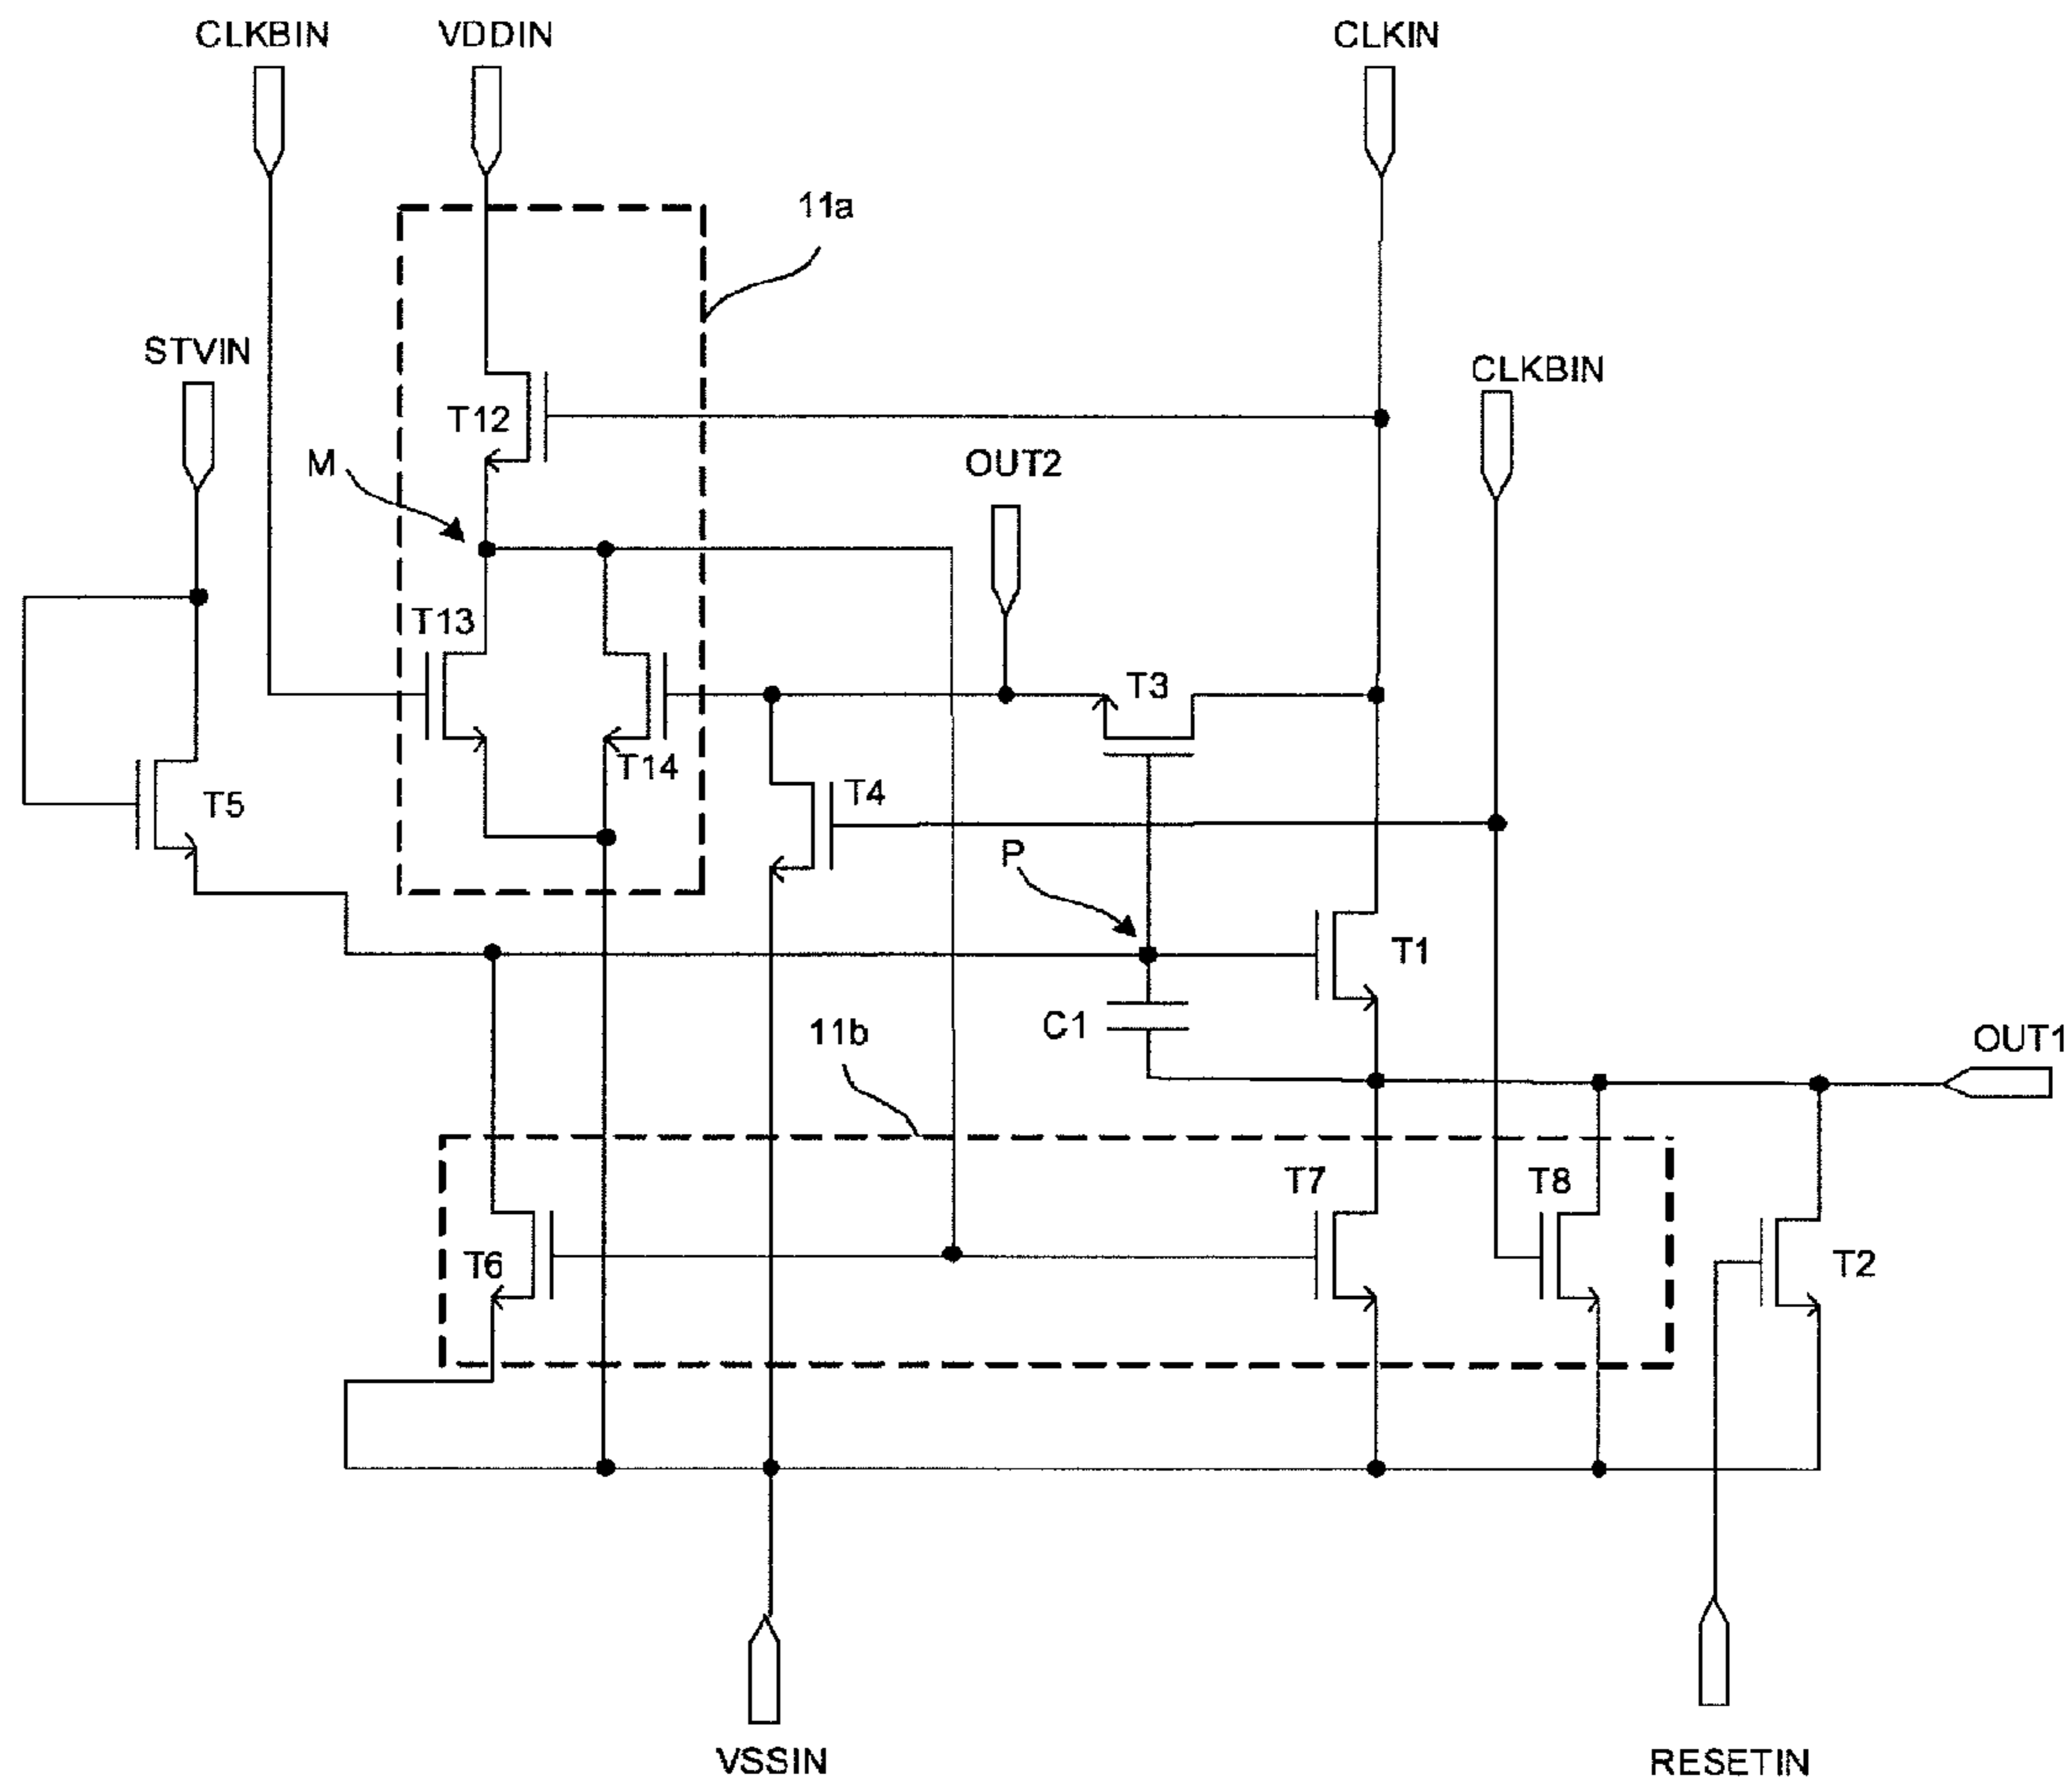 CLKBIN
VDDIN
CLKIN
11a
STVIN
CLKBIN
T12
M
OUT2
T13
T3
T14
T5
T4
P
T1
C1
11b
OUT1
T7
T8
T6
T2
VSSIN
RESETIN